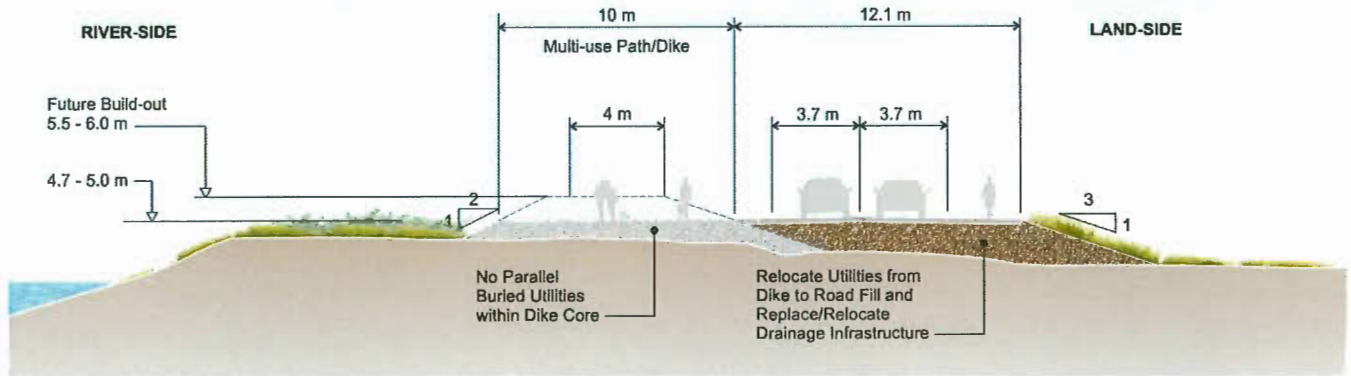 10 m
12.1 m
RIVER-SIDE
LAND-SIDE
Multi-use Path/Dike
Future Build-out
5.5 - 6.0 m
4 m
3.7 m
3.7 m
4.7 - 5.0 m
2
1
3
1
No Parallel
Buried Utilities
within Dike Core
Relocate Utilities from
Dike to Road Fill and
Replace/Relocate
Drainage Infrastructure